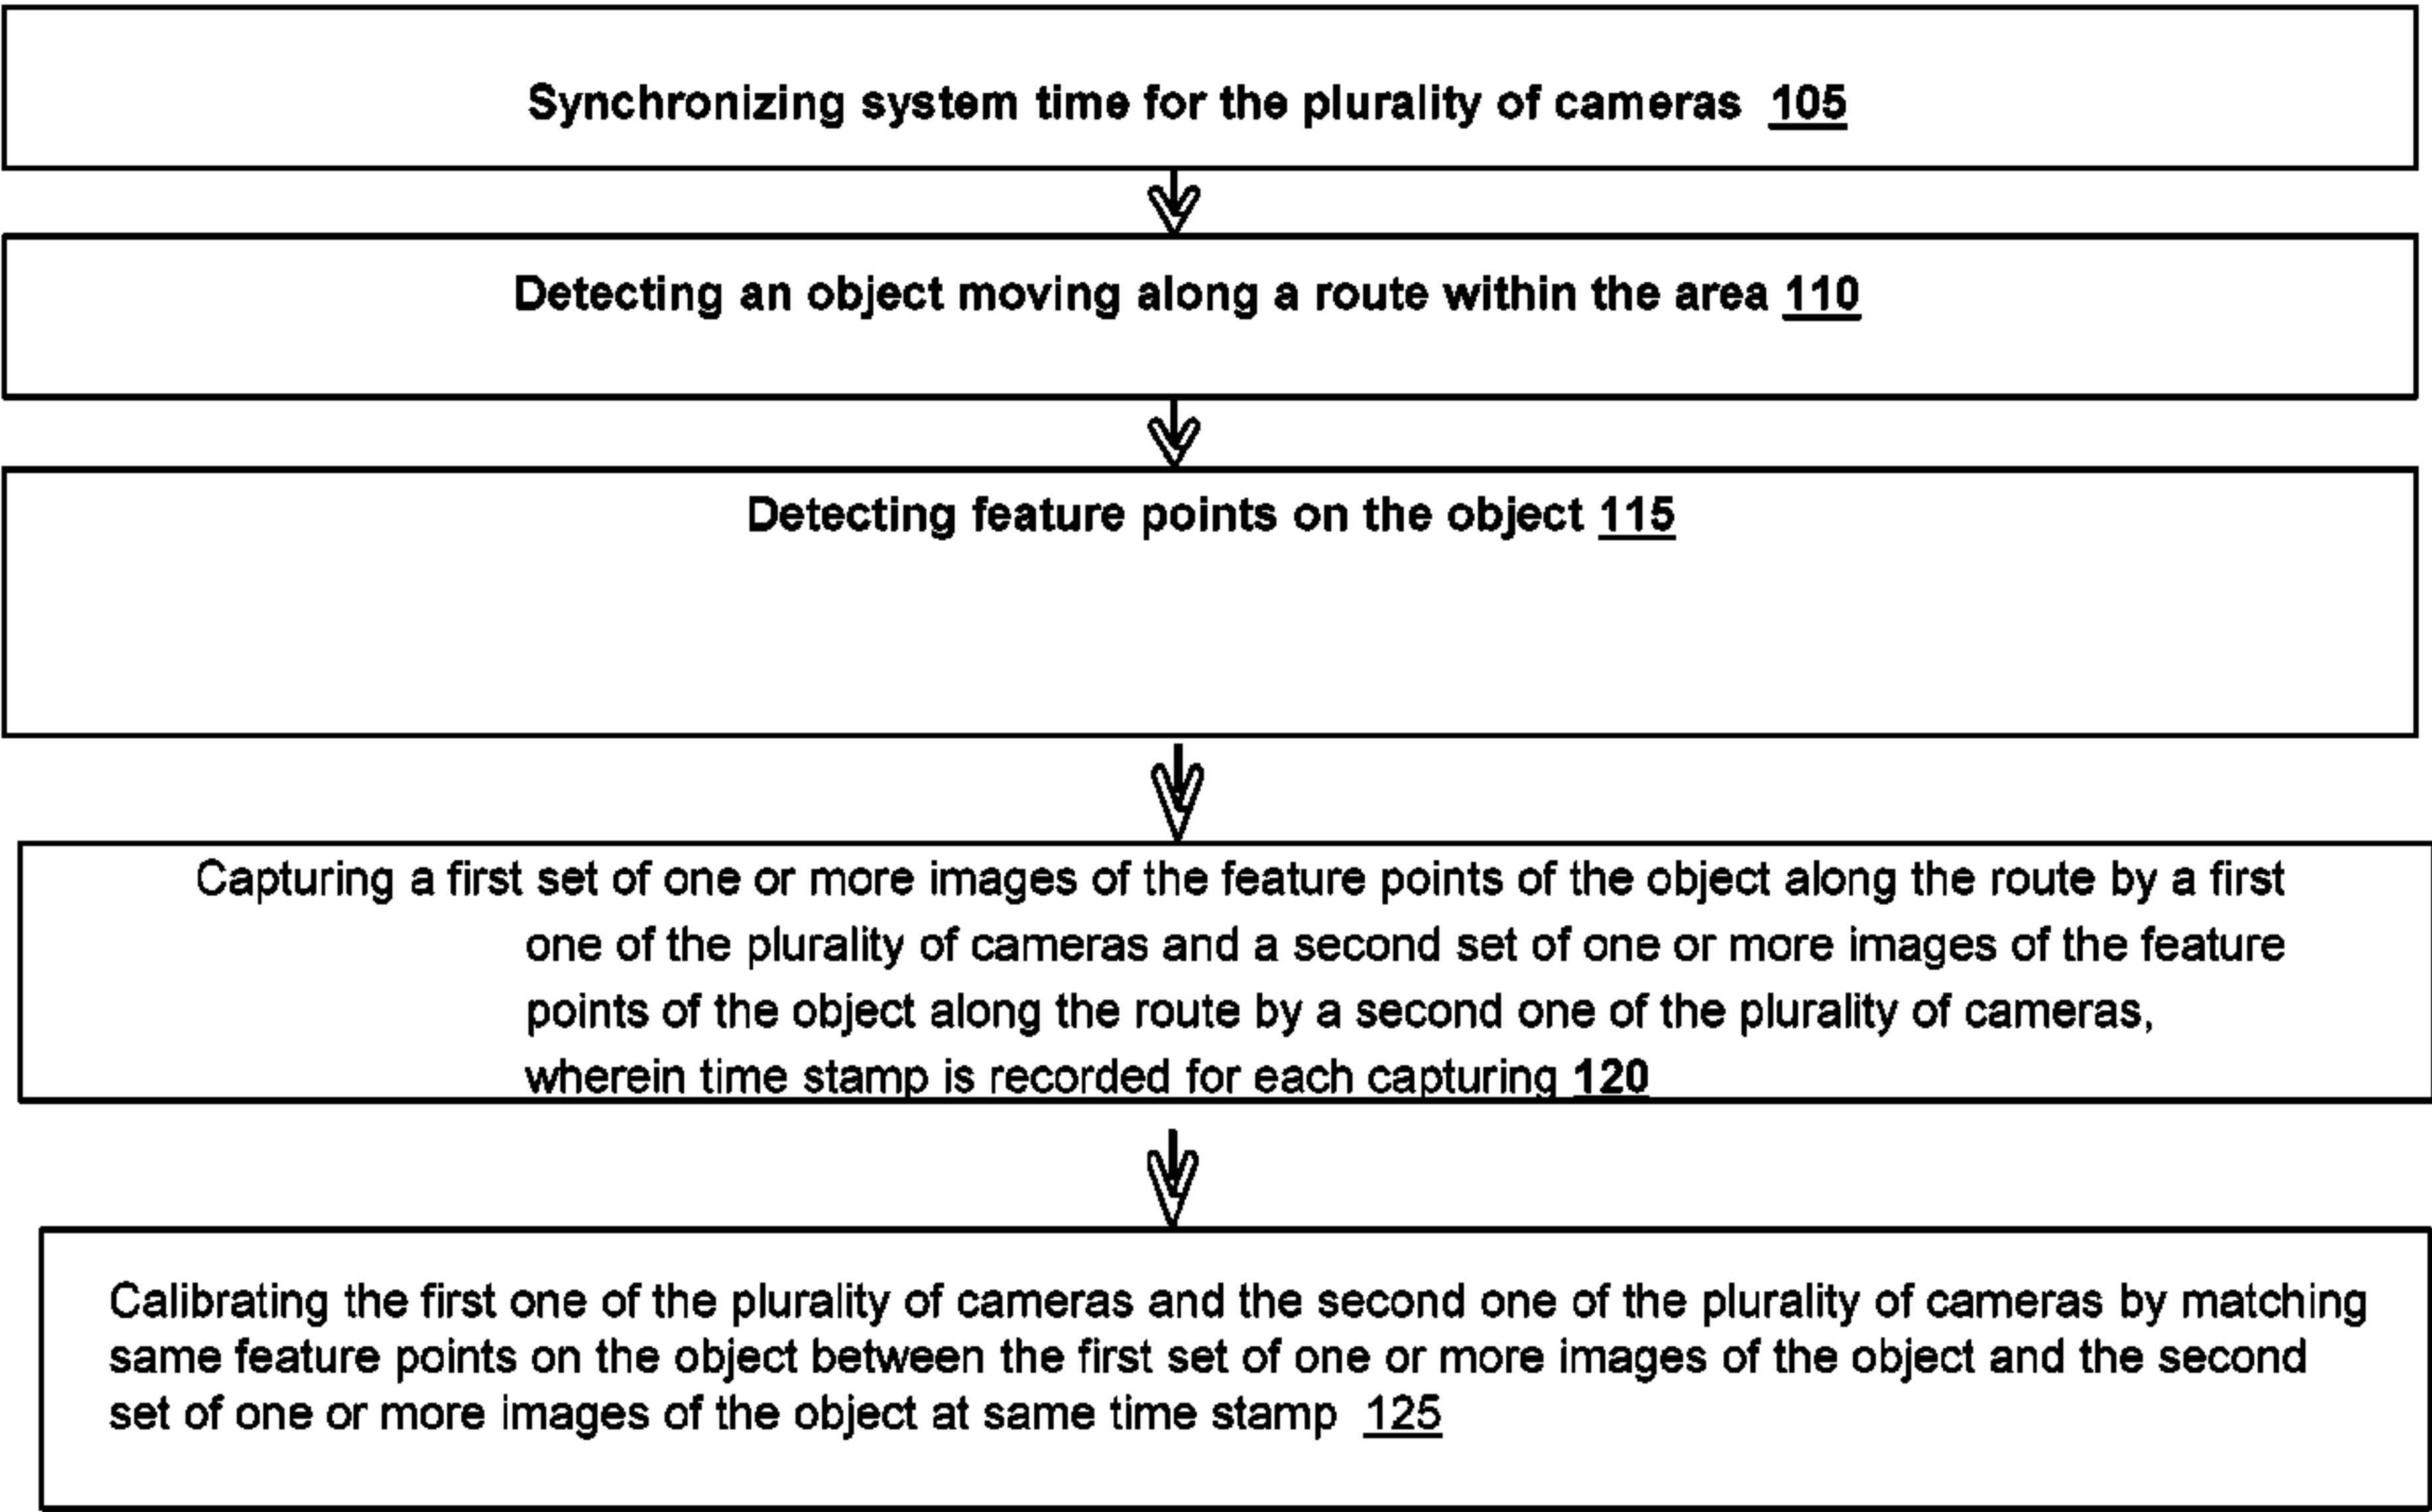 Synchronizing system time for the plurality of cameras 105
Detecting an object moving along a route within the area 110
Detecting feature points on the object 115
Capturing a first set of one or more images of the feature points of the object along the route by a first
one of the plurality of cameras and a second set of one or more images of the feature
points of the object along the route by a second one of the plurality of cameras,
wherein time stamp is recorded for each capturing 120
Calibrating the first one of the plurality of cameras and the second one of the plurality of cameras by matching
same feature points on the object between the first set of one or more images of the object and the second
set of one or more images of the object at same time stamp 125